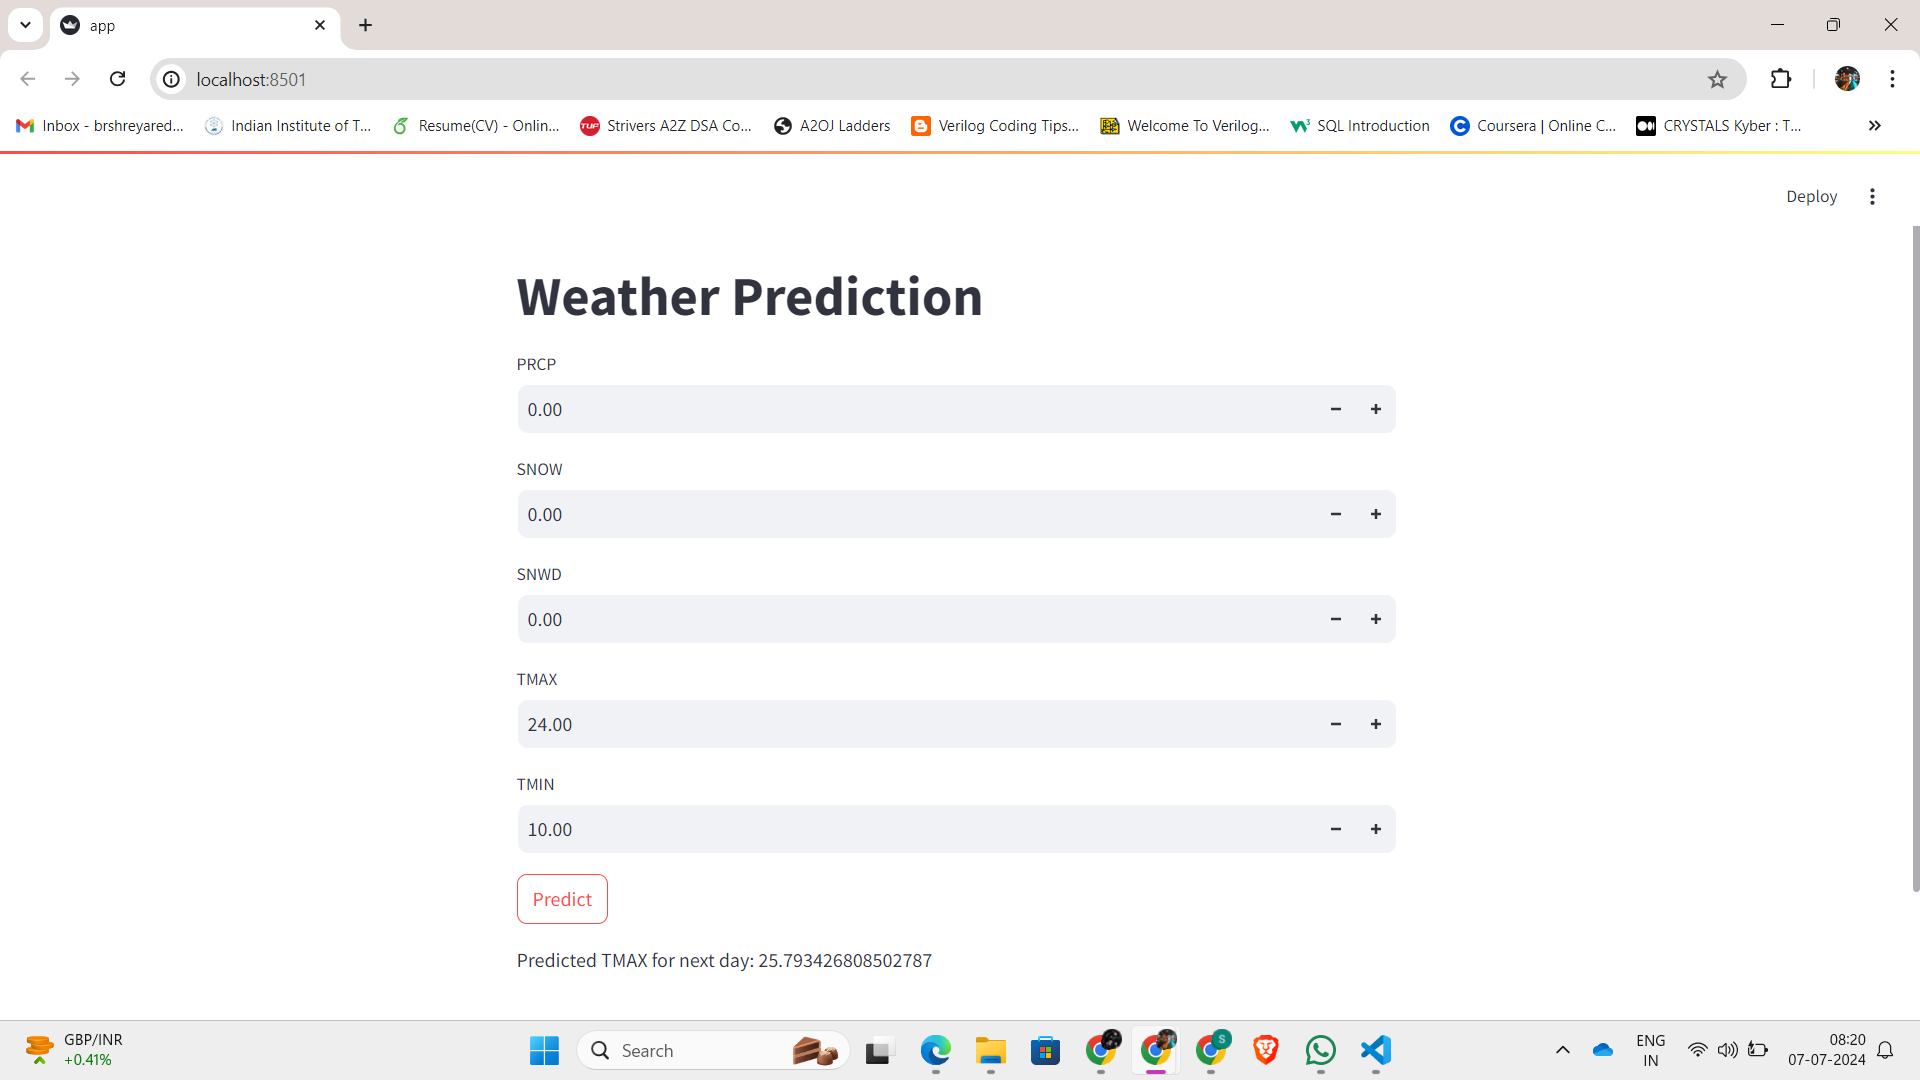 app
localhost:8501
Inbox - brshreyared...
Indian Institute of T...
Resume(CV) - Onlin...
TUF
Strivers A2Z DSA Co...
A2OJ Ladders
Verilog Coding Tips...
Welcome To Verilog...
SQL Introduction
Coursera | Online C...
CRYSTALS Kyber : T...
Deploy
Weather Prediction
PRCP
0.00
SNOW
0.00
SNWD
0.00
TMAX
24.00
TMIN
10.00
Predict
Predicted TMAX for next day: 25.793426808502787
GBP/INR
+0.41%
Search
S
ENG
IN
08:20
07-07-2024